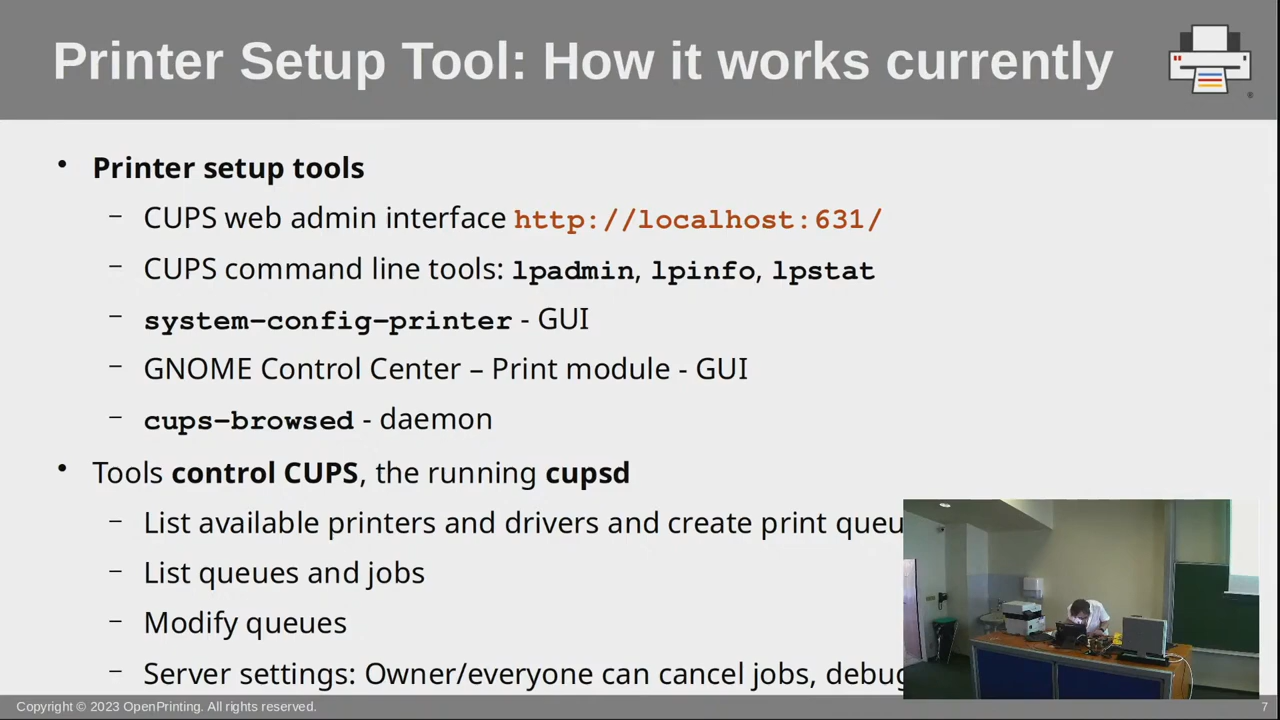 Printer Setup Tool: How it works currently
®
• Printer setup tools
– CUPS web admin interface http://localhost:631/
– CUPS command line tools: lpadmin, lpinfo, lpstat
– system-config-printer - GUI
– GNOME Control Center – Print module - GUI
– cups-browsed - daemon
• Tools control CUPS, the running cupsd
– List available printers and drivers and create print
– List queues and jobs
– Modify queues
– Server settings: Owner/everyone can cancel jobs,
Copyright © 2023 OpenPrinting. All rights reserved.
7